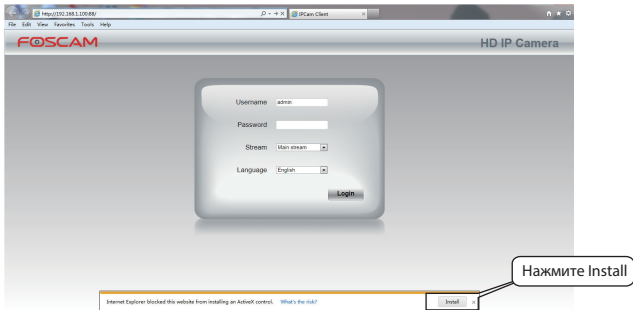 http://192.168.1.100:88/
IPCam Client
File Edit View Favorites Tools Help
FOSCAM
HD IP Camera
Username admin
Password
Stream Main stream
Language English
Login
Нажмите Install
Internet Explorer blocked this website from installing an ActiveX control. What's the risk? Install ×